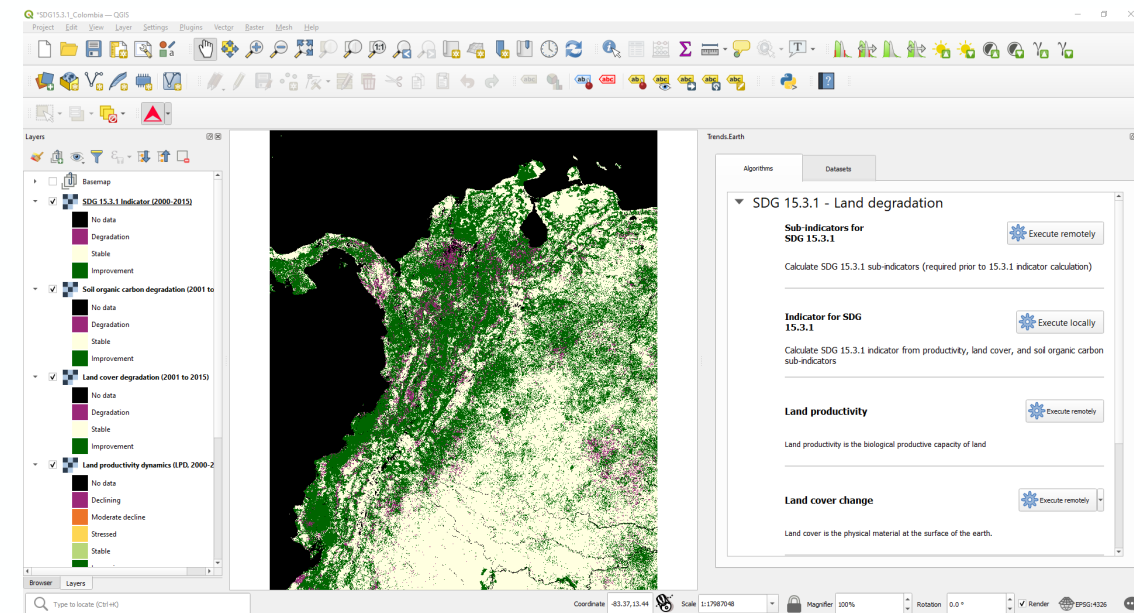 *SDG15.3.1_Colombia — QGIS
Project Edit View Layer Settings Plugins Vector Raster Mesh Help
Layers
Basemap
SDG 15.3.1 Indicator (2000-2015)
No data
Degradation
Stable
Improvement
Soil organic carbon degradation (2001 to
No data
Degradation
Stable
Improvement
Land cover degradation (2001 to 2015)
No data
Degradation
Stable
Improvement
Land productivity dynamics (LPD, 2000-2
No data
Declining
Moderate decline
Stressed
Stable
Browser Layers
Trends.Earth
Algorithms Datasets
SDG 15.3.1 - Land degradation
Sub-indicators for
SDG 15.3.1
Execute remotely
Calculate SDG 15.3.1 sub-indicators (required prior to 15.3.1 indicator calculation)
Indicator for SDG
15.3.1
Execute locally
Calculate SDG 15.3.1 indicator from productivity, land cover, and soil organic carbon
sub-indicators
Land productivity
Execute remotely
Land productivity is the biological productive capacity of land
Land cover change
Execute remotely
Land cover is the physical material at the surface of the earth.
Type to locate (Ctrl+K) Coordinate -83.37,13.44 Scale 1:17987048 Magnifier 100% Rotation 0.0 ° Render EPSG:4326